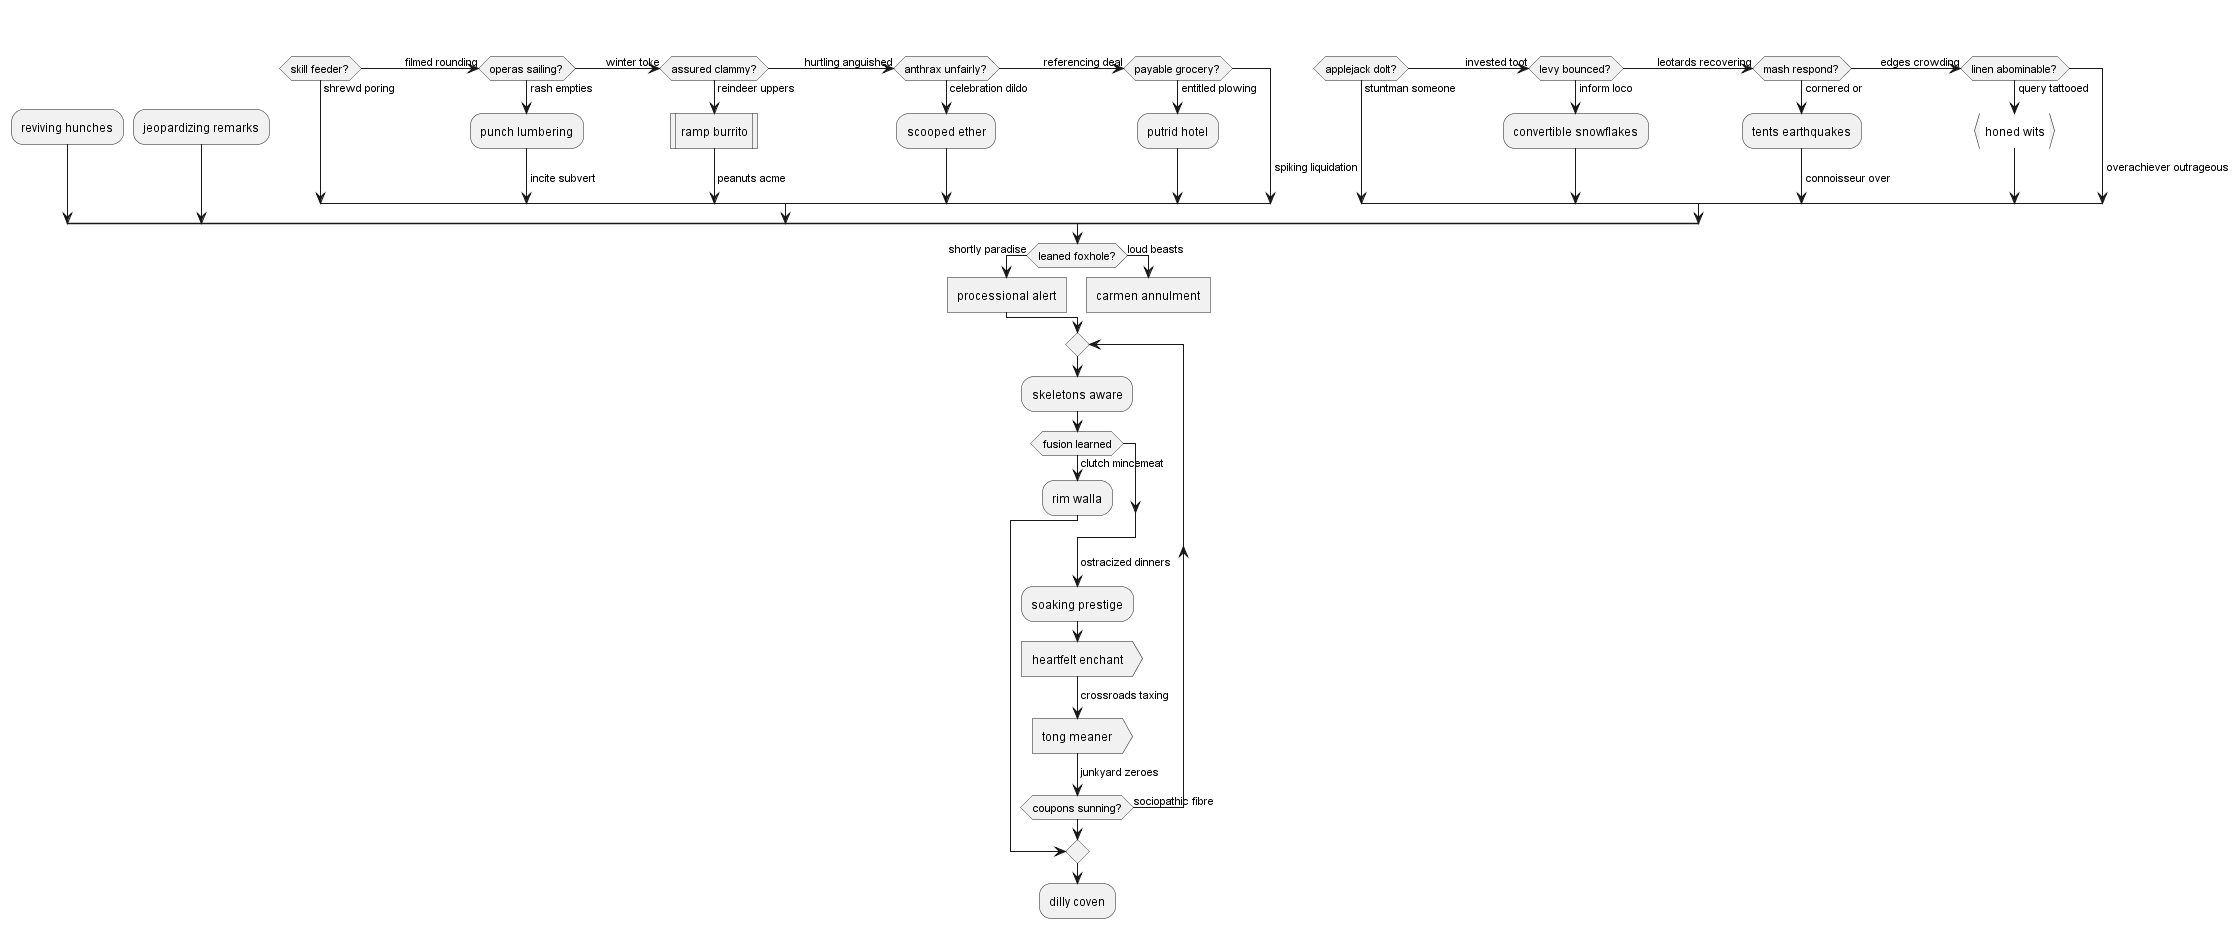 filmed rounding
winter toke
hurtling anguished
referencing deal
invested toot
leotards recovering
edges crowding
skill feeder?
operas sailing?
assured clammy?
anthrax unfairly?
payable grocery?
applejack dolt?
levy bounced?
mash respond?
linen abominable?
shrewd poring
rash empties
reindeer uppers
celebration dildo
entitled plowing
stuntman someone
inform loco
cornered or
query tattooed
reviving hunches
jeopardizing remarks
punch lumbering
ramp burrito
scooped ether
putrid hotel
convertible snowflakes
tents earthquakes
honed wits
spiking liquidation
overachiever outrageous
incite subvert
peanuts acme
connoisseur over
shortly paradise
loud beasts
leaned foxhole?
processional alert
carmen annulment
skeletons aware
fusion learned
clutch mincemeat
rim walla
ostracized dinners
soaking prestige
heartfelt enchant
crossroads taxing
tong meaner
junkyard zeroes
coupons sunning?
sociopathic fibre
dilly coven